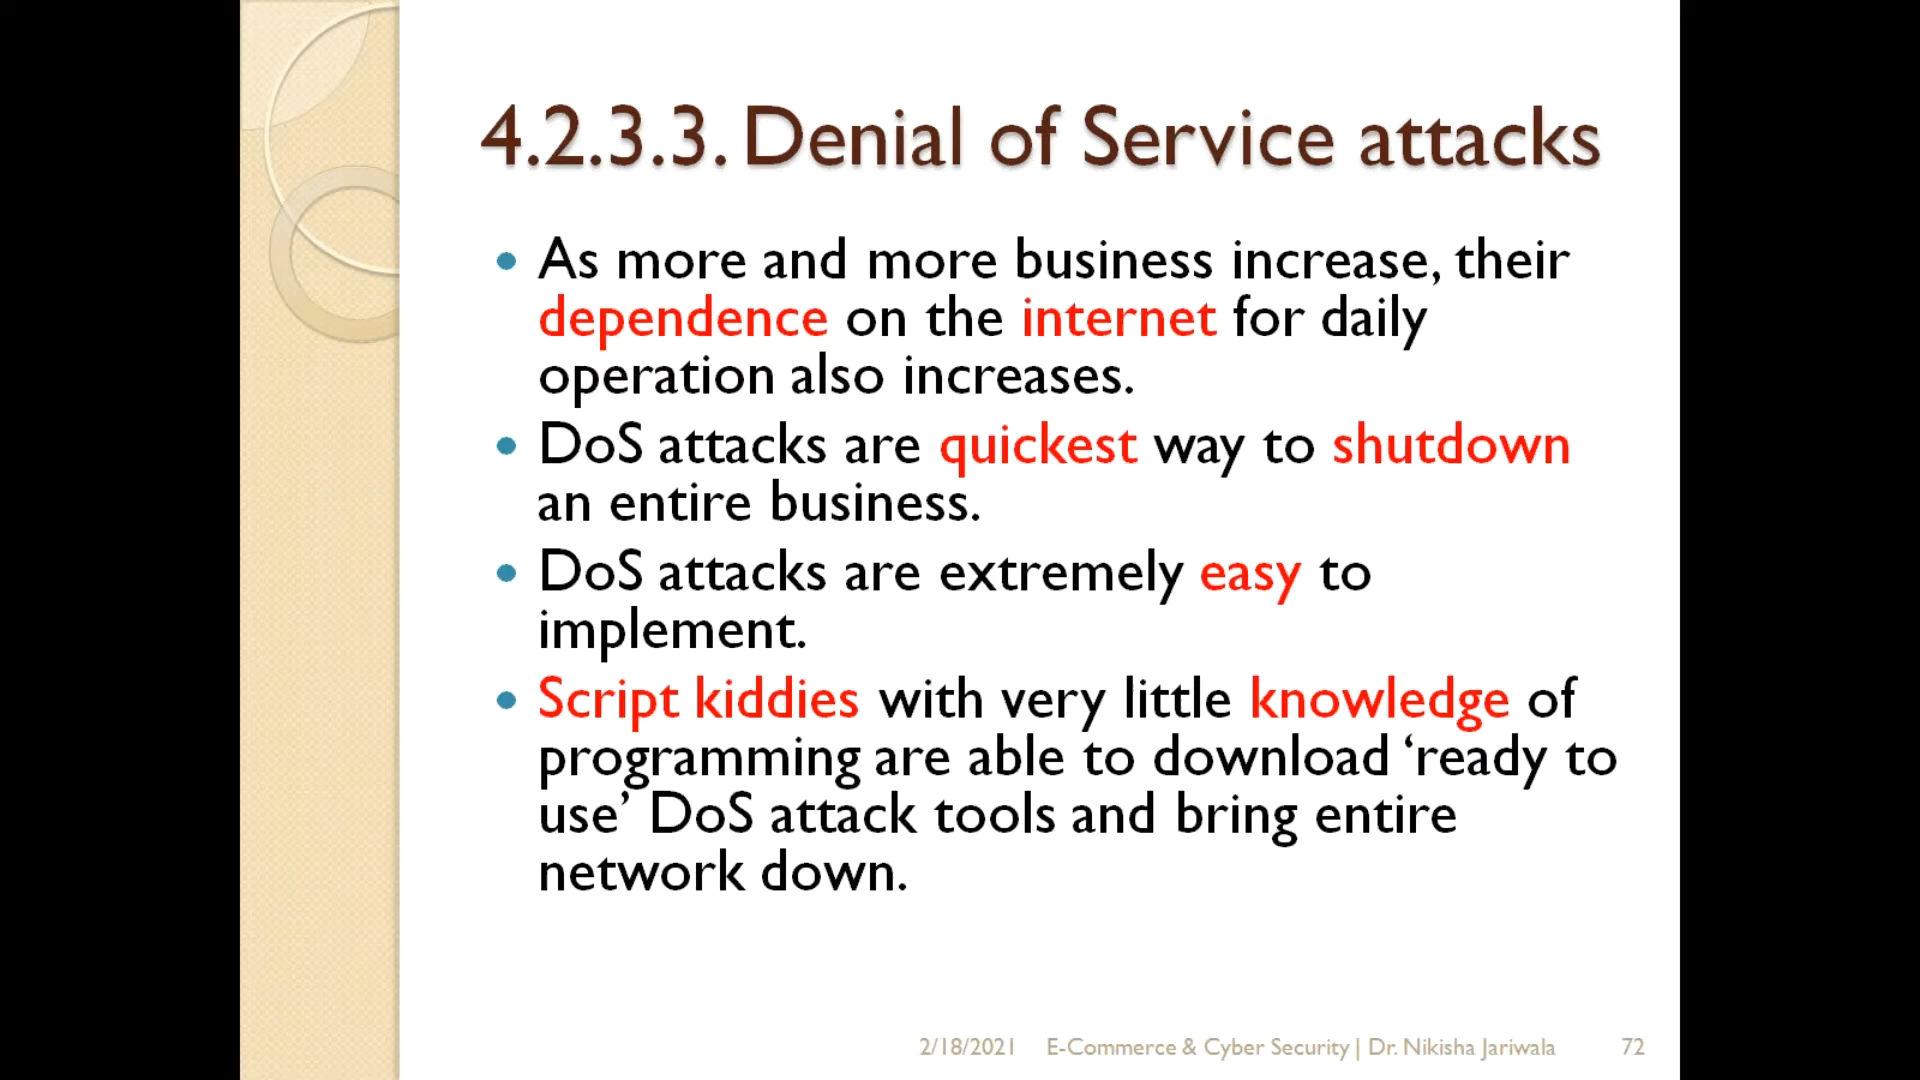 4.2.3.3. Denial of Service attacks
As more and more business increase, their
dependence on the internet for daily
operation also increases.
DoS attacks are quickest way to shutdown
an entire business.
DoS attacks are extremely easy to
implement.
Script kiddies with very little knowledge of
programming are able to download ‘ready to
use’ DoS attack tools and bring entire
network down.
2/18/2021 E-Commerce & Cyber Security | Dr. Nikisha Jariwala 72